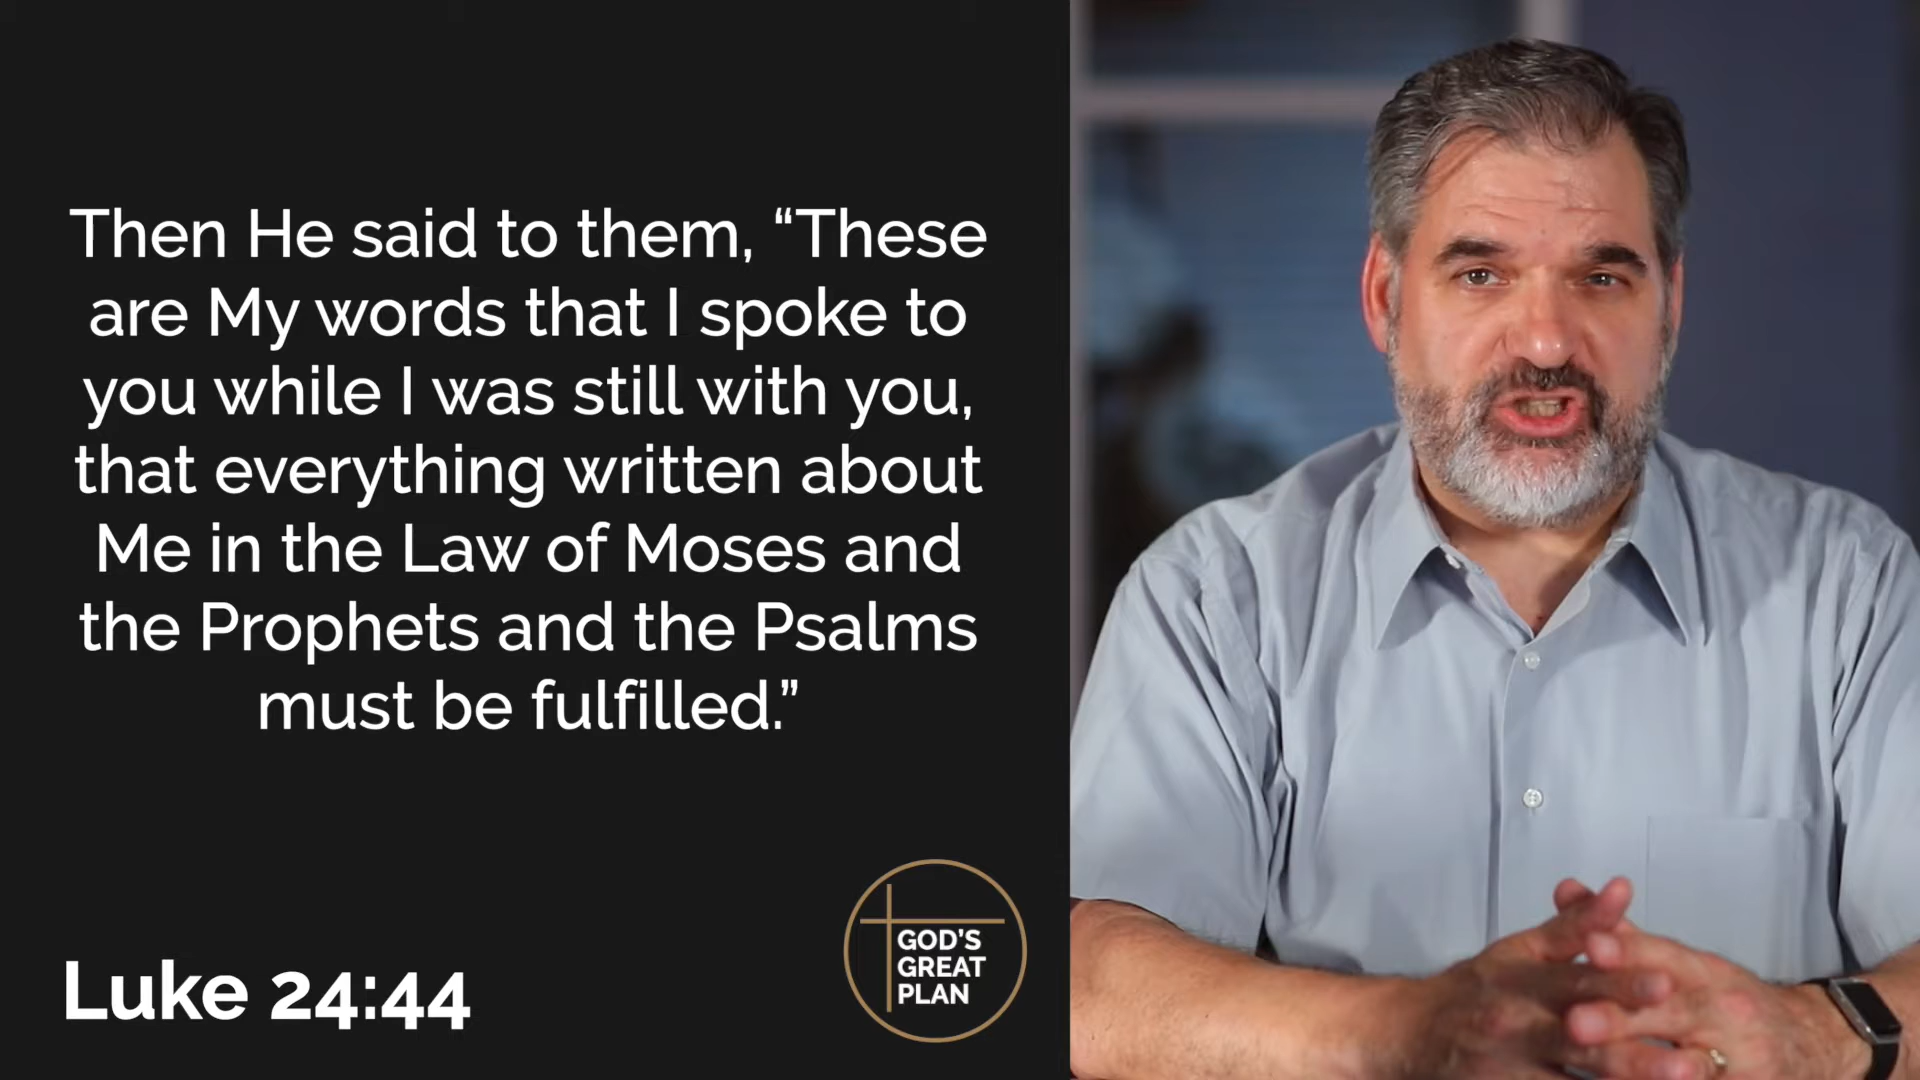 Then He said to them, “These
are My words that I spoke to
you while I was still with you,
that everything written about
Me in the Law of Moses and
the Prophets and the Psalms
must be fulfilled.”
Luke 24:44
GOD’S
GREAT
PLAN